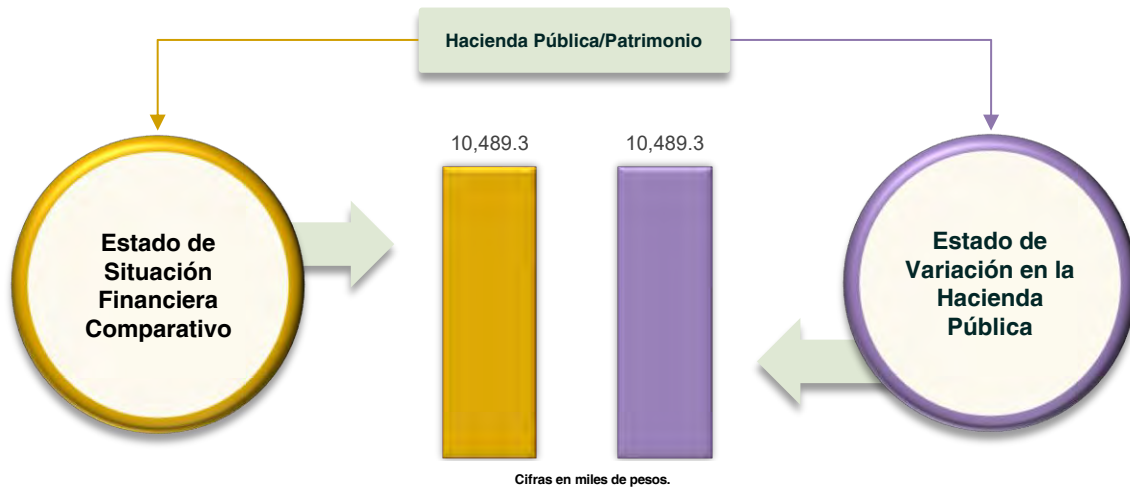 Hacienda Pública/Patrimonio
10,489.3
10,489.3
Estado de
Situación
Financiera
Comparativo
Estado de
Variación en la
Hacienda
Pública
Cifras en miles de pesos.